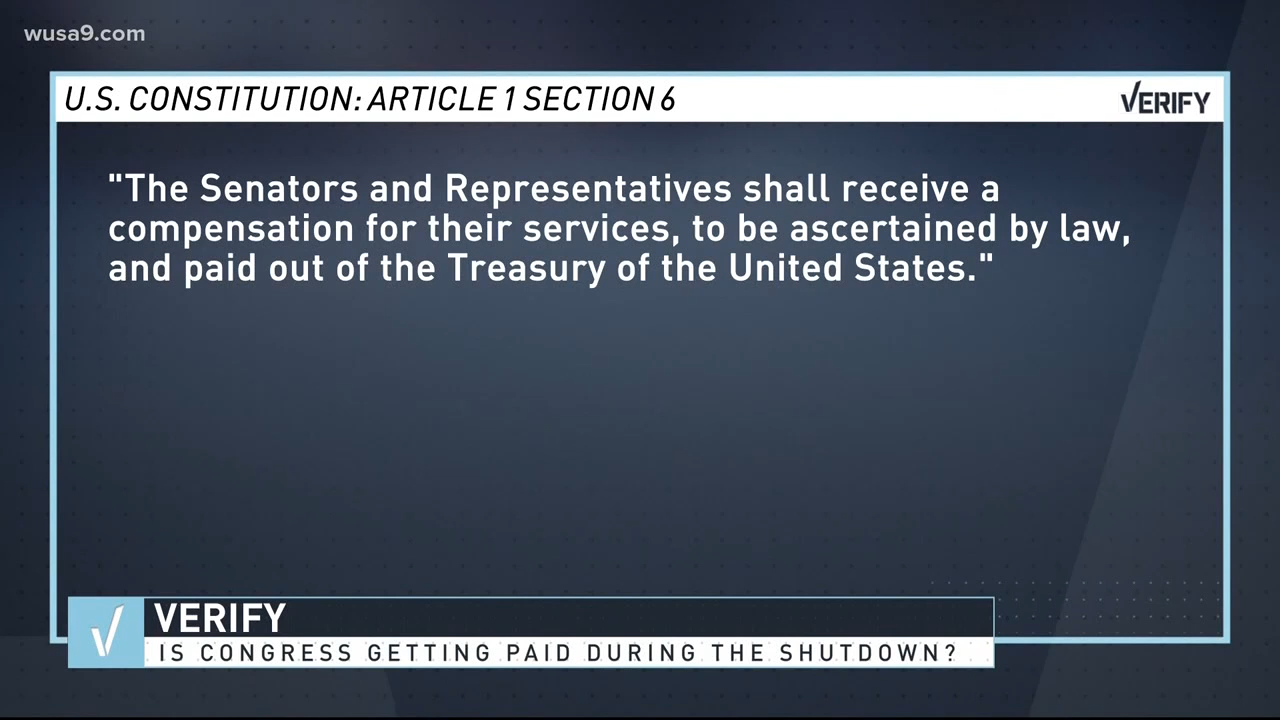 wusa9.com
U.S. CONSTITUTION: ARTICLE 1 SECTION 6
VERIFY
"The Senators and Representatives shall receive a
compensation for their services, to be ascertained by law,
and paid out of the Treasury of the United States."
VERIFY
IS CONGRESS GETTING PAID DURING THE SHUTDOWN?